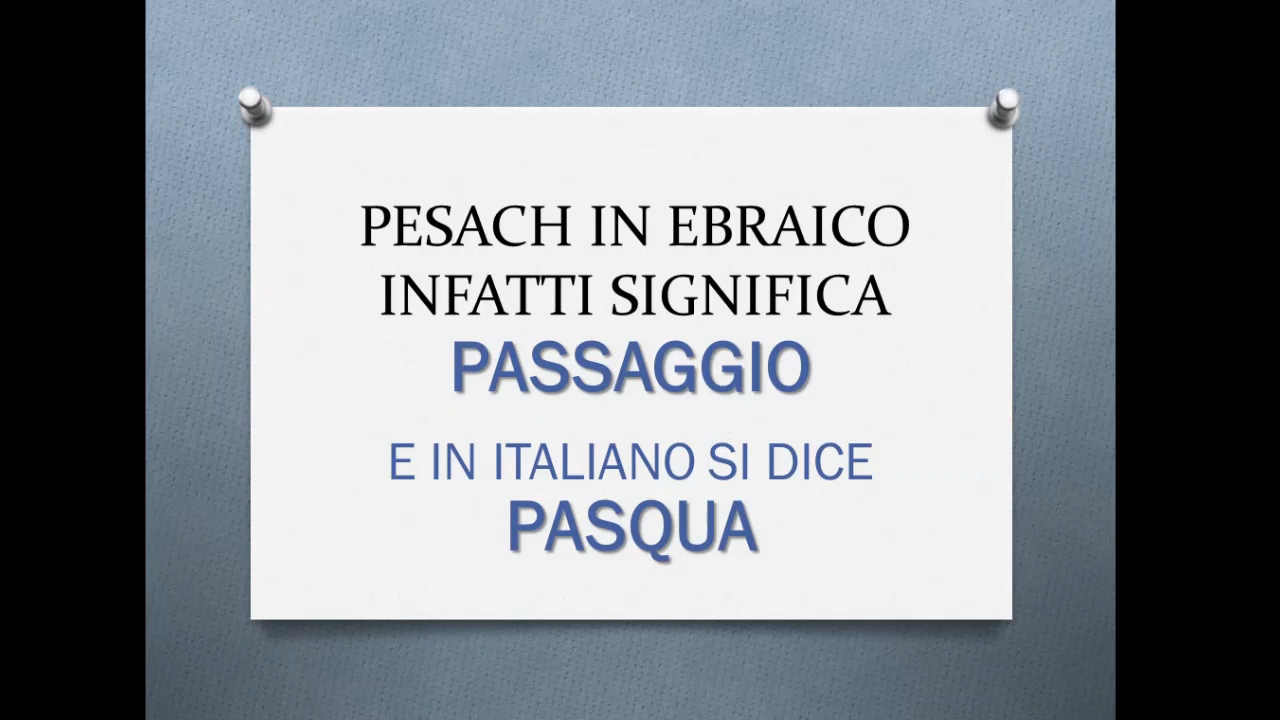 PESACH IN EBRAICO
INFATTI SIGNIFICA
PASSAGGIO
E IN ITALIANO SI DICE
PASQUA